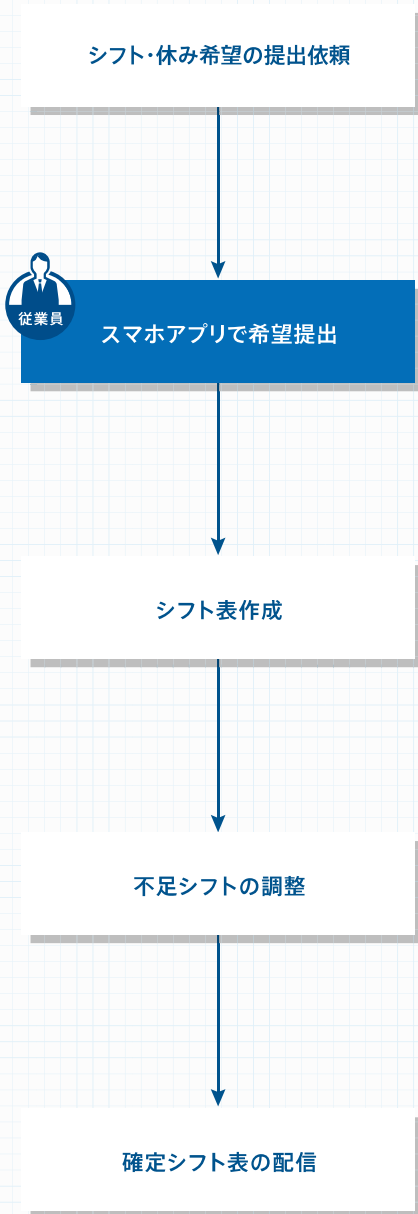 シフト・休み希望の提出依頼
従業員
スマホアプリで希望提出
シフト表作成
不足シフトの調整
確定シフト表の配信